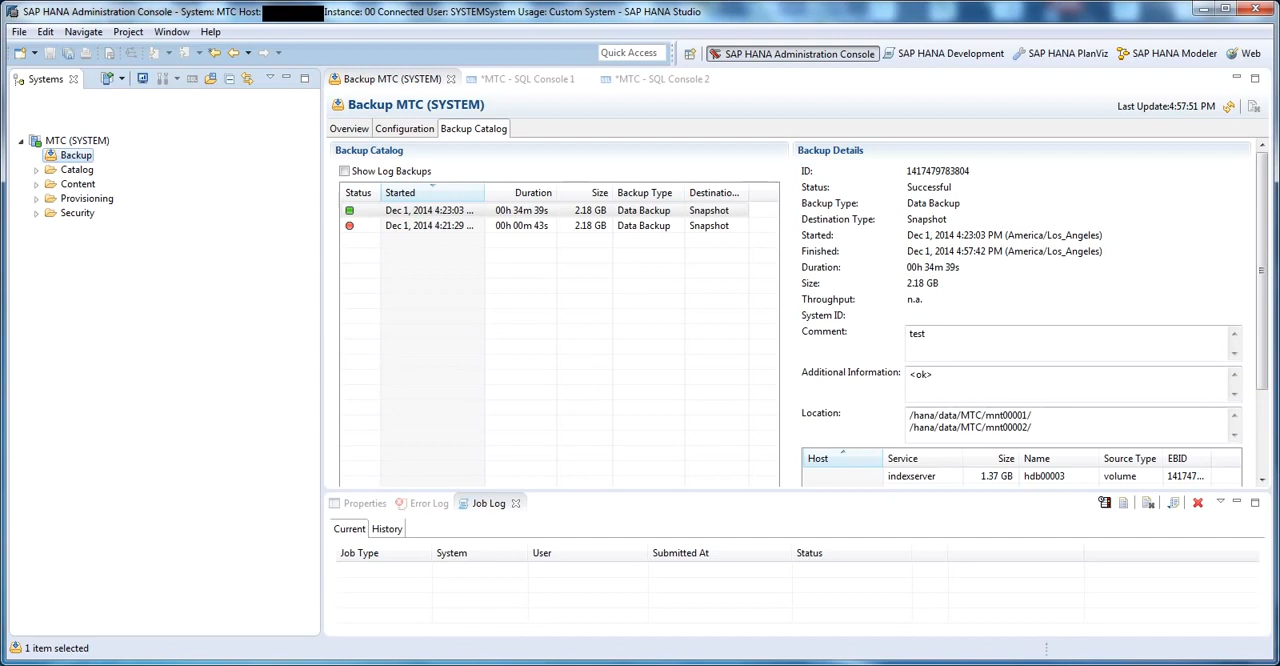 SAP HANA Administration Console - System: MTC Host: Instance: 00 Connected User: SYSTEMSystem Usage: Custom System - SAP HANA Studio
File Edit Navigate Project Window Help
Quick Access SAP HANA Administration Console SAP HANA Development SAP HANA PlanViz SAP HANA Modeler Web
Systems
MTC (SYSTEM)
Backup
Catalog
Content
Provisioning
Security
Backup MTC (SYSTEM) *MTC - SQL Console 1 *MTC - SQL Console 2
Backup MTC (SYSTEM)
Last Update:4:57:51 PM
Overview Configuration Backup Catalog
Backup Catalog
Show Log Backups
Status Started Duration Size Backup Type Destinatio...
Dec 1, 2014 4:23:03 ... 00h 34m 39s 2.18 GB Data Backup Snapshot
Dec 1, 2014 4:21:29 ... 00h 00m 43s 2.18 GB Data Backup Snapshot
Backup Details
ID: 1417479783804
Status: Successful
Backup Type: Data Backup
Destination Type: Snapshot
Started: Dec 1, 2014 4:23:03 PM (America/Los_Angeles)
Finished: Dec 1, 2014 4:57:42 PM (America/Los_Angeles)
Duration: 00h 34m 39s
Size: 2.18 GB
Throughput: n.a.
System ID:
Comment: test
Additional Information: <ok>
Location: /hana/data/MTC/mnt00001/
/hana/data/MTC/mnt00002/
Host Service Size Name Source Type EBID
indexserver 1.37 GB hdb00003 volume 141747...
Properties Error Log Job Log
Current History
Job Type System User Submitted At Status
1 item selected